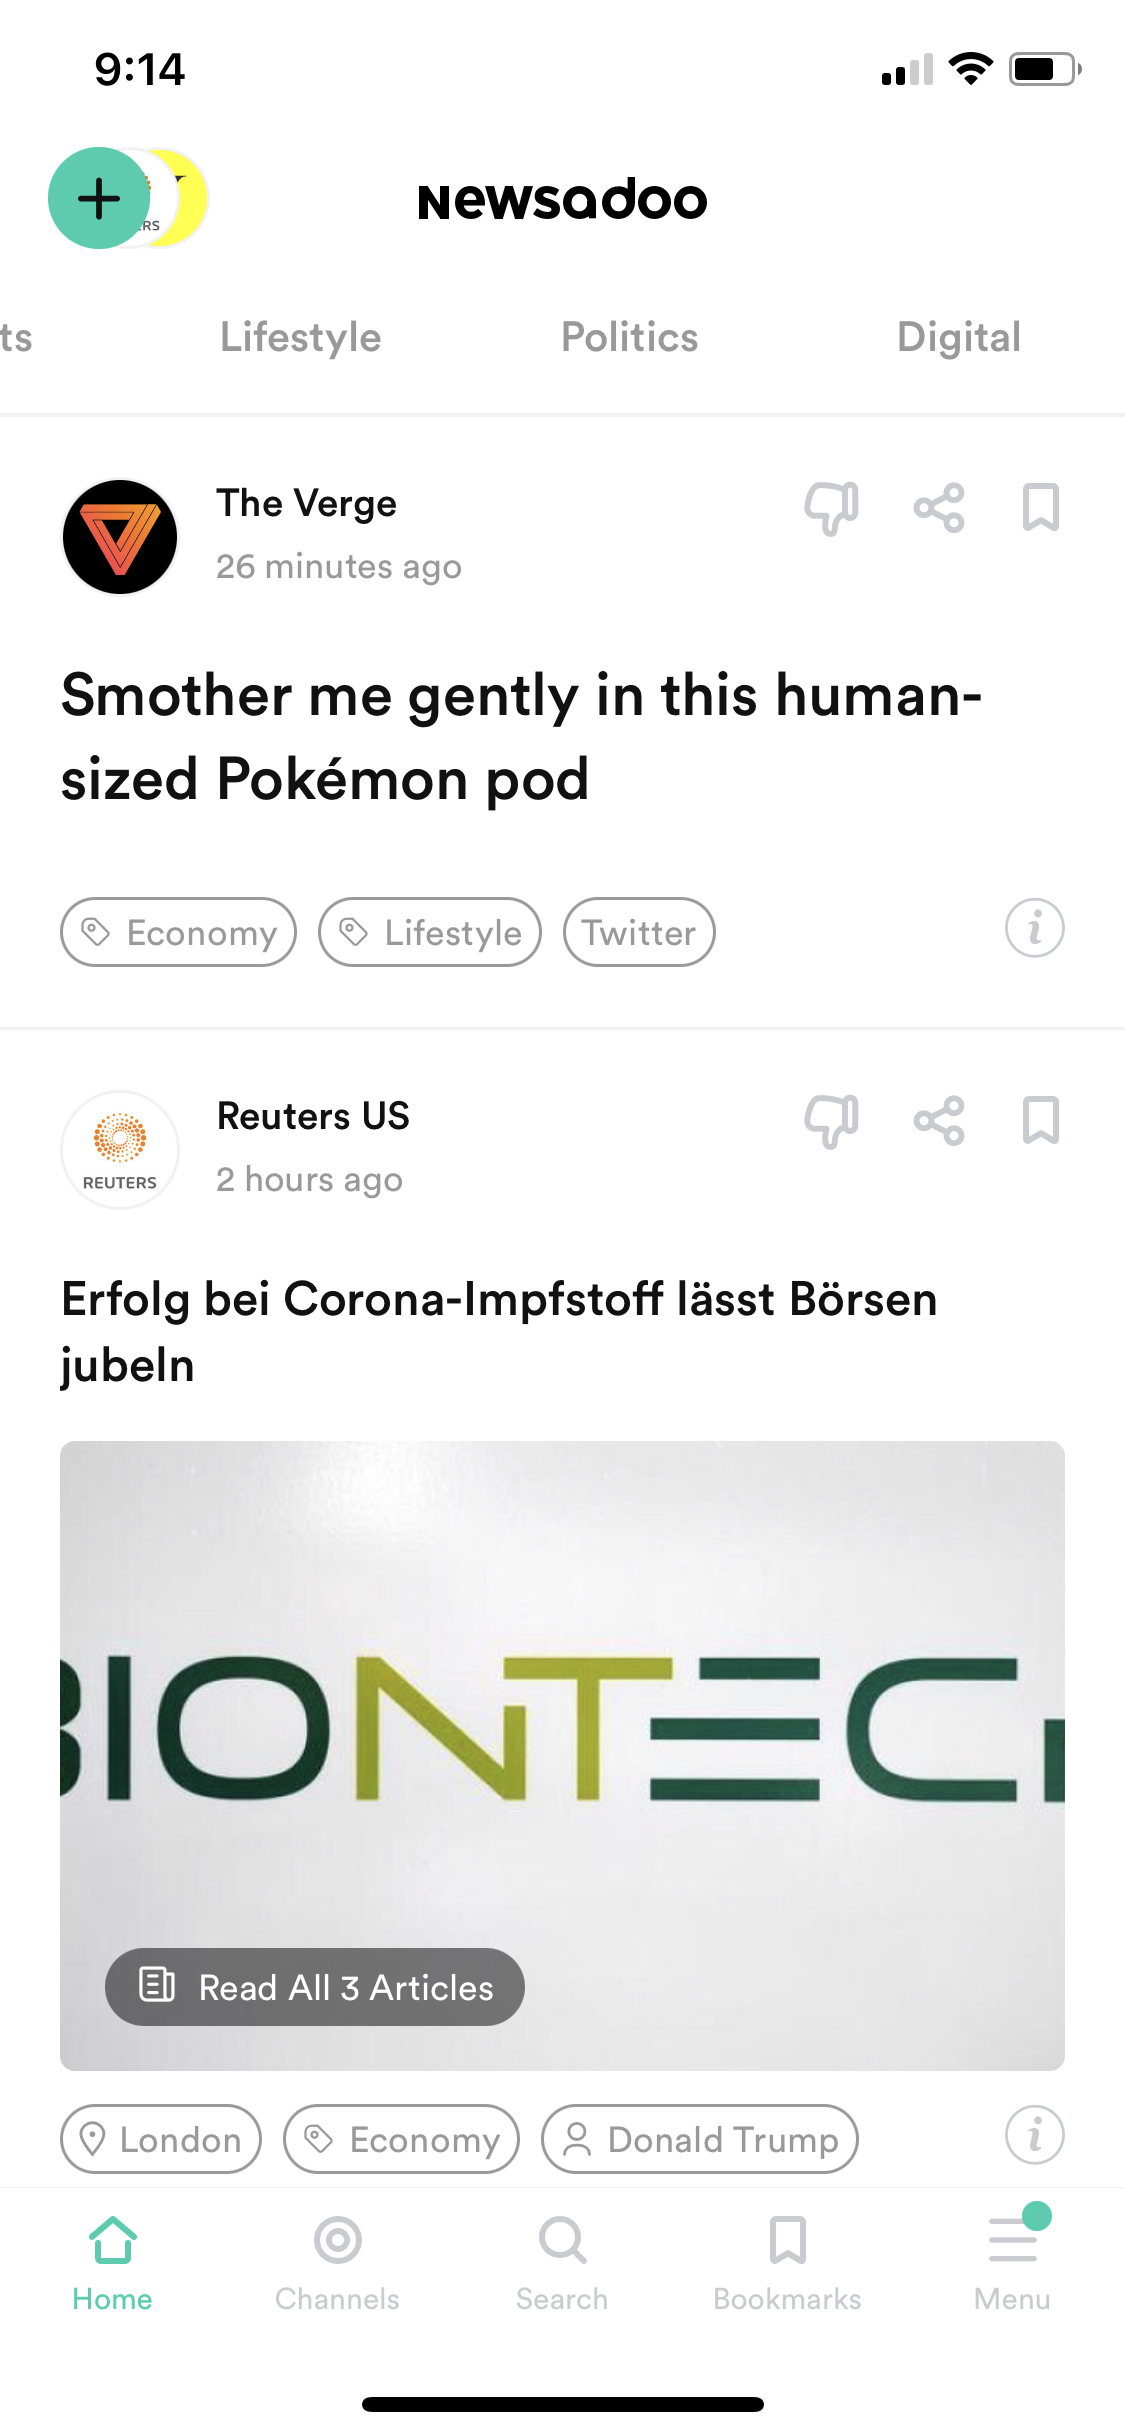 9:14
ERS
Newsadoo
ts
Lifestyle
Politics
Digital
The Verge
26 minutes ago
Smother me gently in this human-
sized Pokémon pod
Economy
Lifestyle
Twitter
i
REUTERS
Reuters US
2 hours ago
Erfolg bei Corona-Impfstoff lässt Börsen
jubeln
BIONTECH
Read All 3 Articles
London
Economy
Donald Trump
i
Home
Channels
Search
Bookmarks
Menu